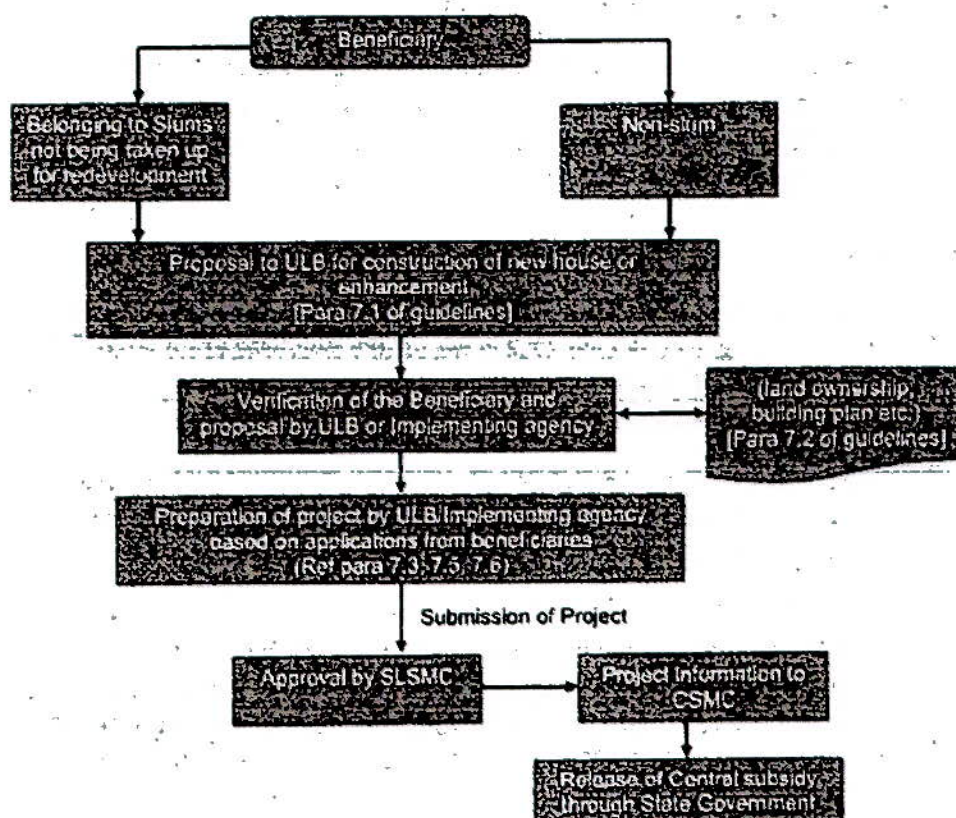 Beneficiary
Belonging to Slums
not being taken up
for redevelopment
Non-slum
Proposal to ULB for construction of new house or
enhancement
[Para 7.1 of guidelines]
Verification of the Beneficiary and
proposal by ULB or Implementing agency
(land ownership,
building plan etc.)
[Para 7.2 of guidelines]
Preparation of project by ULB/Implementing agency
based on applications from beneficiaries
(Ref para 7.3, 7.5, 7.6)
Submission of Project
Approval by SLSMC
Project Information to
CSMC
Release of Central subsidy
through State Government